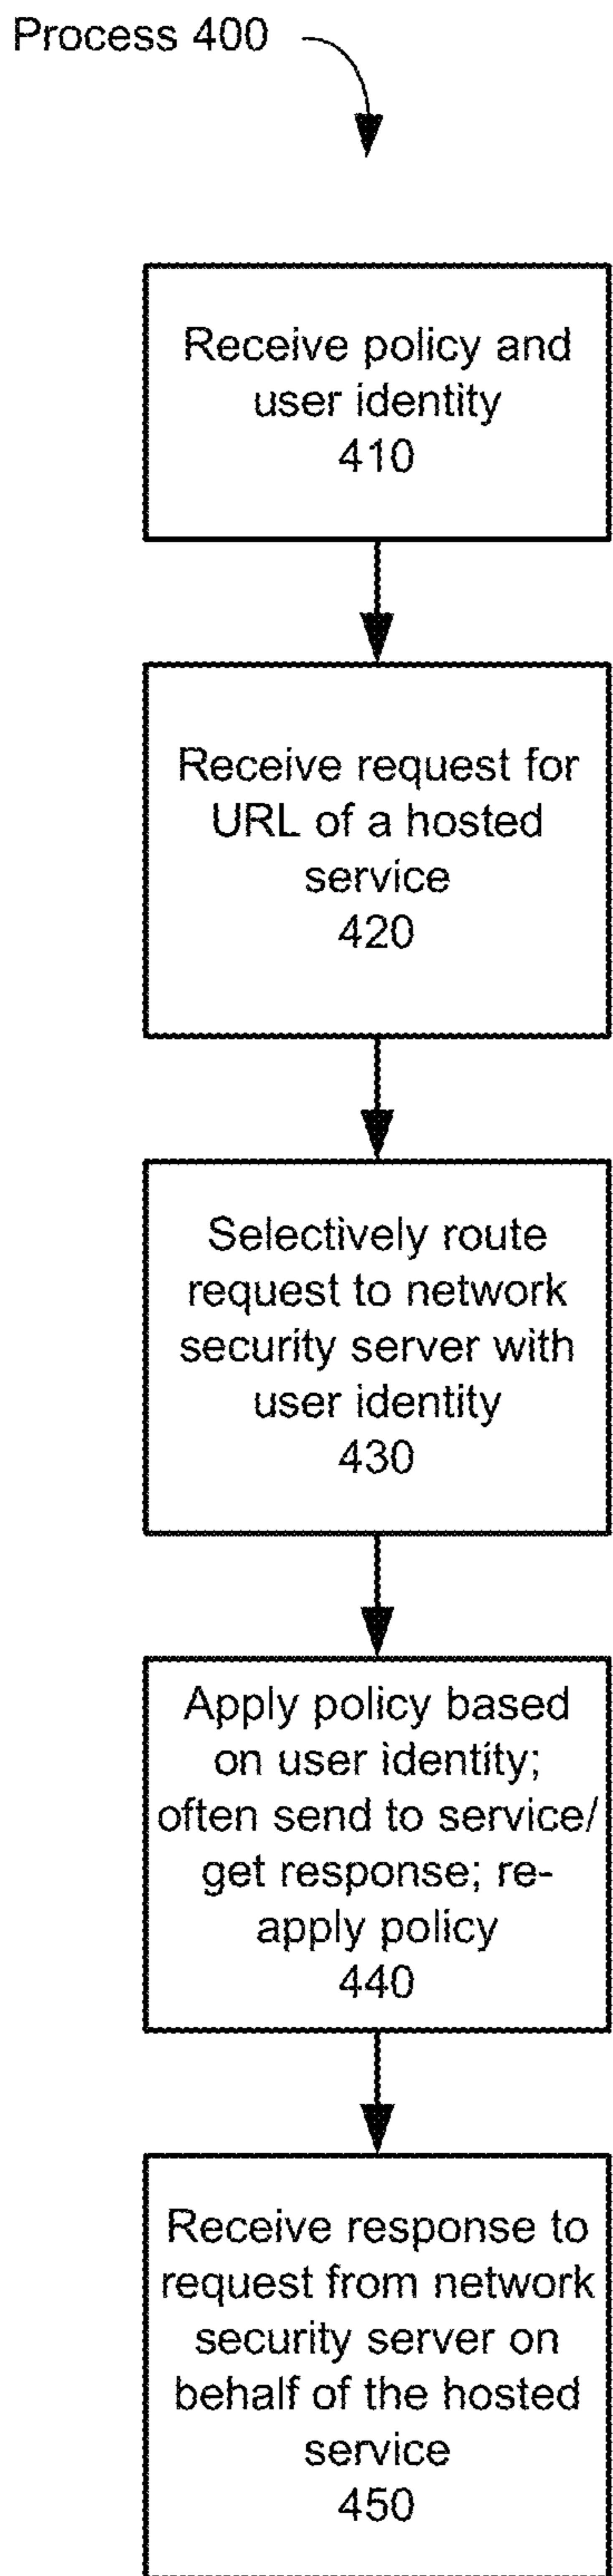 Process 400
Receive policy and
user identity
410
Receive request for
URL of a hosted
service
420
Selectively route
request to network
security server with
user identity
430
Apply policy based
on user identity;
often send to service/
get response; re-
apply policy
440
Receive response to
request from network
security server on
behalf of the hosted
service
450